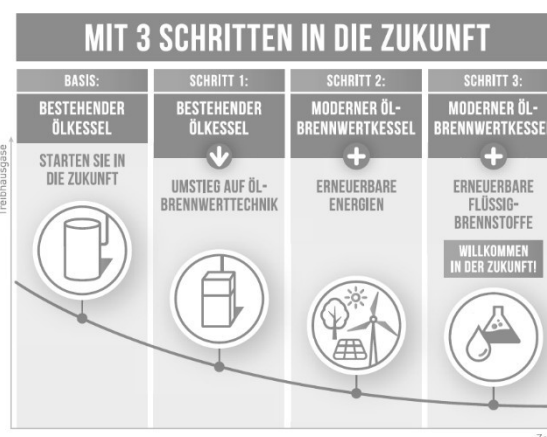 MIT 3 SCHRITTEN IN DIE ZUKUNFT
BASIS:
BESTEHENDER
ÖLKESSEL
STARTEN SIE IN
DIE ZUKUNFT
SCHRITT 1:
BESTEHENDER
ÖLKESSEL
UMSTIEG AUF ÖL-
BRENNWERTTECHNIK
SCHRITT 2:
MODERNER ÖL-
BRENNWERTKESSEL
ERNEUERBARE
ENERGIEN
SCHRITT 3:
MODERNER ÖL-
BRENNWERTKESSE
ERNEUERBARE
FLÜSSIG-
BRENNSTOFFE
WILLKOMMEN
IN DER ZUKUNFT!
Treibhausgase